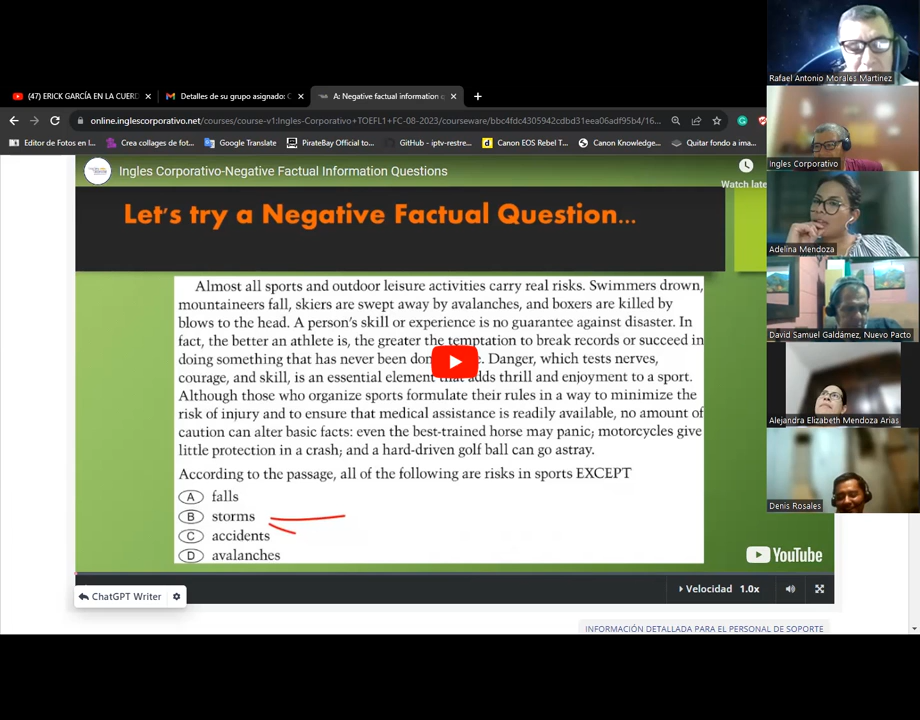 (47) ERICK GARCÍA EN LA CUERD
Detalles de su grupo asignado: C
A: Negative factual information q
online.inglescorporativo.net/courses/course-v1:Ingles-Corporativo+TOEFL1+FC-08-2023/courseware/bbc4fdc4305942cdbd31eea06adf95b4/16...
Editor de Fotos en l...
Crea collages de fot...
Google Translate
PirateBay Official to...
GitHub - iptv-restre...
Canon EOS Rebel T...
Canon Knowledge...
Quitar fondo a ima...
Ingles Corporativo-Negative Factual Information Questions
Watch late
Let's try a Negative Factual Question...
Almost all sports and outdoor leisure activities carry real risks. Swimmers drown,
mountaineers fall, skiers are swept away by avalanches, and boxers are killed by
blows to the head. A person's skill or experience is no guarantee against disaster. In
fact, the better an athlete is, the greater the temptation to break records or succeed in
doing something that has never been don e. Danger, which tests nerves,
courage, and skill, is an essential element that adds thrill and enjoyment to a sport.
Although those who organize sports formulate their rules in a way to minimize the
risk of injury and to ensure that medical assistance is readily available, no amount of
caution can alter basic facts: even the best-trained horse may panic; motorcycles give
little protection in a crash; and a hard-driven golf ball can go astray.
According to the passage, all of the following are risks in sports EXCEPT
A falls
B storms
C accidents
D avalanches
YouTube
ChatGPT Writer
Velocidad 1.0x
INFORMACIÓN DETALLADA PARA EL PERSONAL DE SOPORTE
Rafael Antonio Morales Martinez
Ingles Corporativo
Adelina Mendoza
David Samuel Galdámez, Nuevo Pacto
Alejandra Elizabeth Mendoza Arias
Denis Rosales